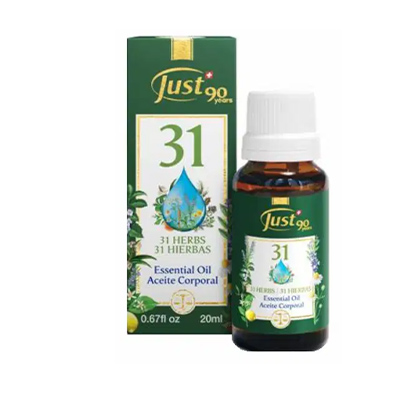 Just 90
years
31
31 HERBS
31 HIERBAS
Essential Oil
Aceite Corporal
0.67fl oz 20ml
Just 90
years
31
31 HERBS / 31 HIERBAS
Essential Oil
Aceite Corporal